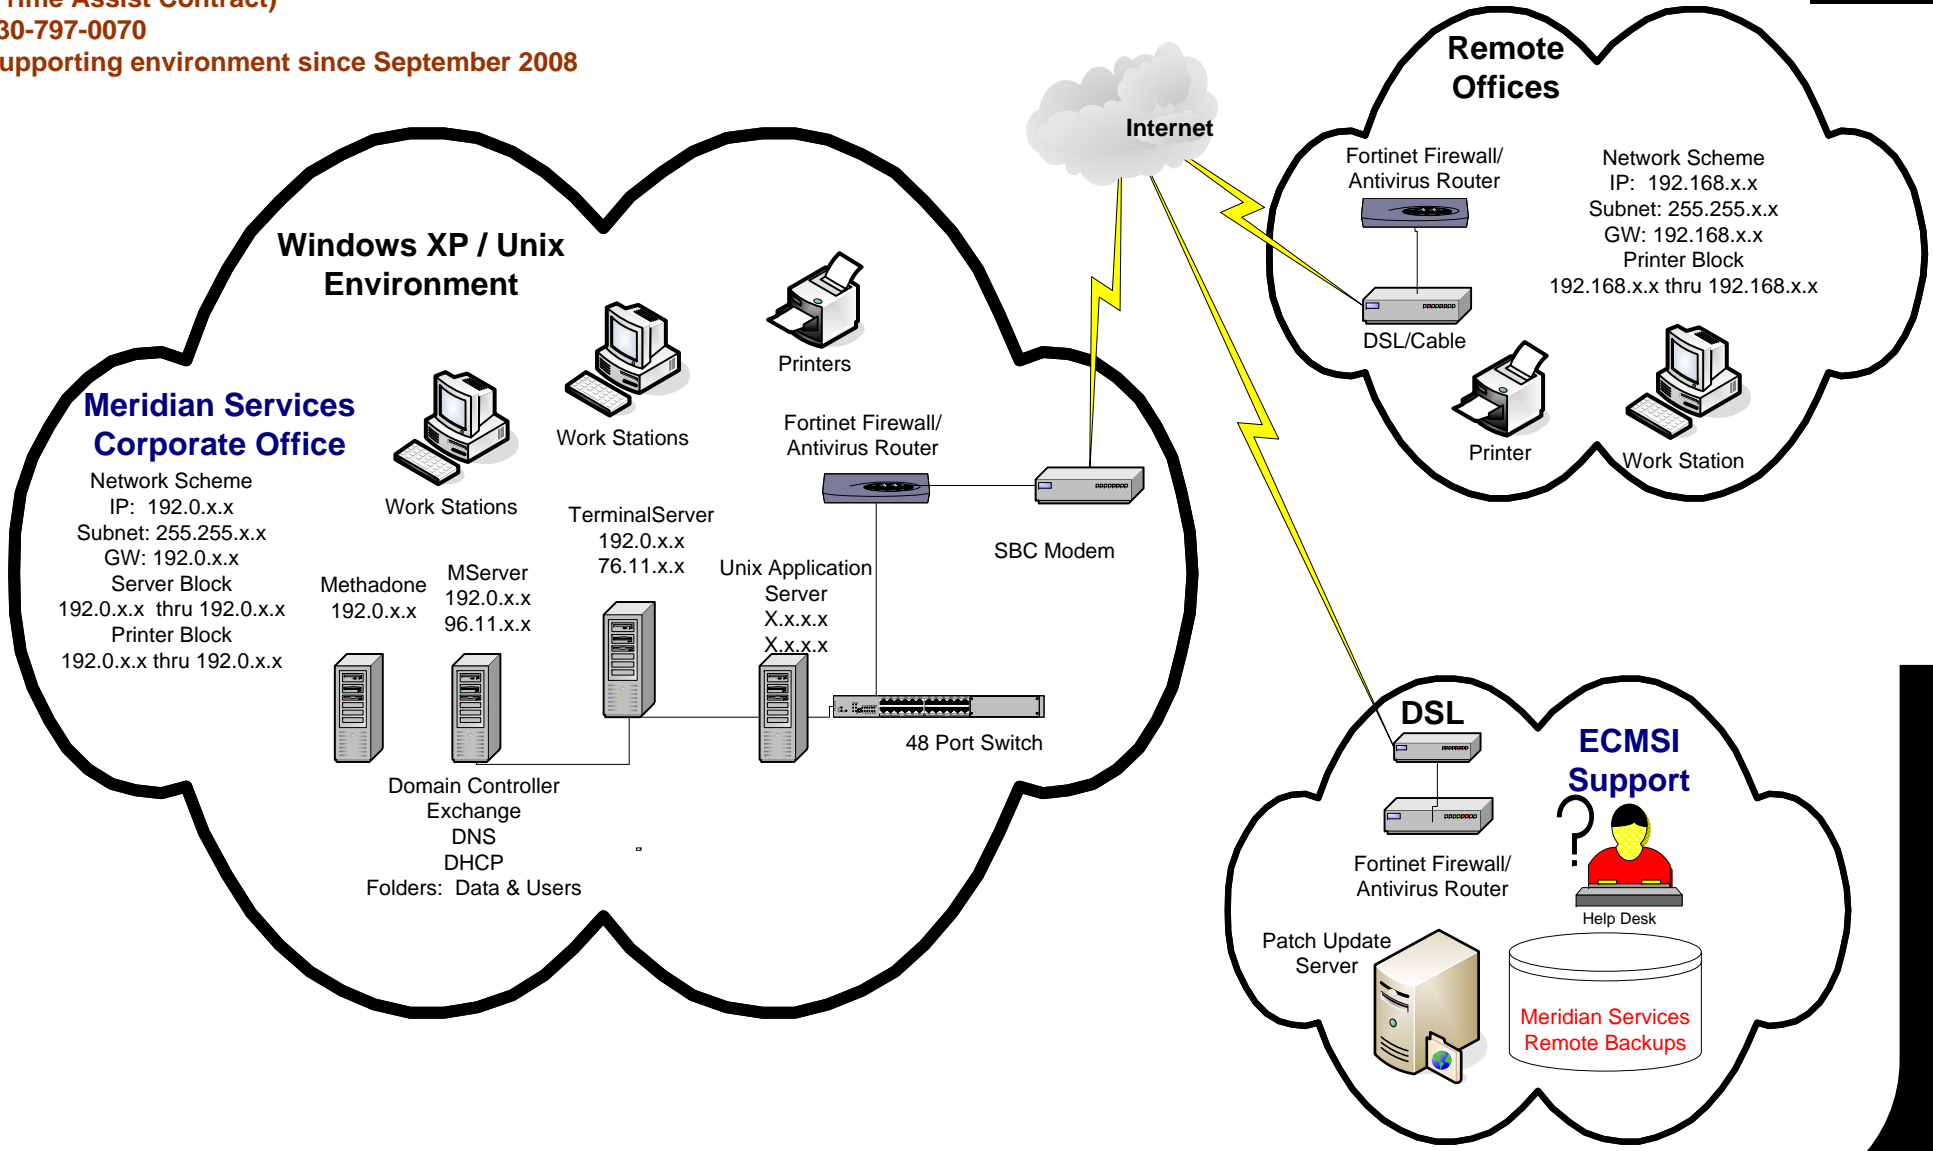 Assist Contract)
30-797-0070
environment since September 2008
Internet
Remote
Offices
Fortinet Firewall/
Antivirus Router
Network Scheme
IP:  192.168.x.x
Subnet: 255.255.x.x
GW: 192.168.x.x
Printer Block
192.168.x.x thru 192.168.x.x
DSL/Cable
Printer
Work Station
Windows XP / Unix
Environment
Printers
Work Stations
Work Stations
Meridian Services
Corporate Office
Network Scheme
IP:  192.0.x.x
Subnet: 255.255.x.x
GW: 192.0.x.x
Server Block
192.0.x.x  thru 192.0.x.x
Printer Block
192.0.x.x thru 192.0.x.x
Fortinet Firewall/
Antivirus Router
SBC Modem
Methadone
192.0.x.x
MServer
192.0.x.x
96.11.x.x
TerminalServer
192.0.x.x
76.11.x.x
Unix Application
Server
X.x.x.x
X.x.x.x
48 Port Switch
Domain Controller
Exchange
DNS
DHCP
Folders:  Data & Users
DSL
ECMSI
Support
Fortinet Firewall/
Antivirus Router
?
Help Desk
Patch Update
Server
Meridian Services
Remote Backups